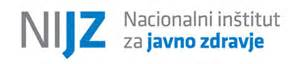 NIJZ
Nacionalni inštitut
za javno zdravje